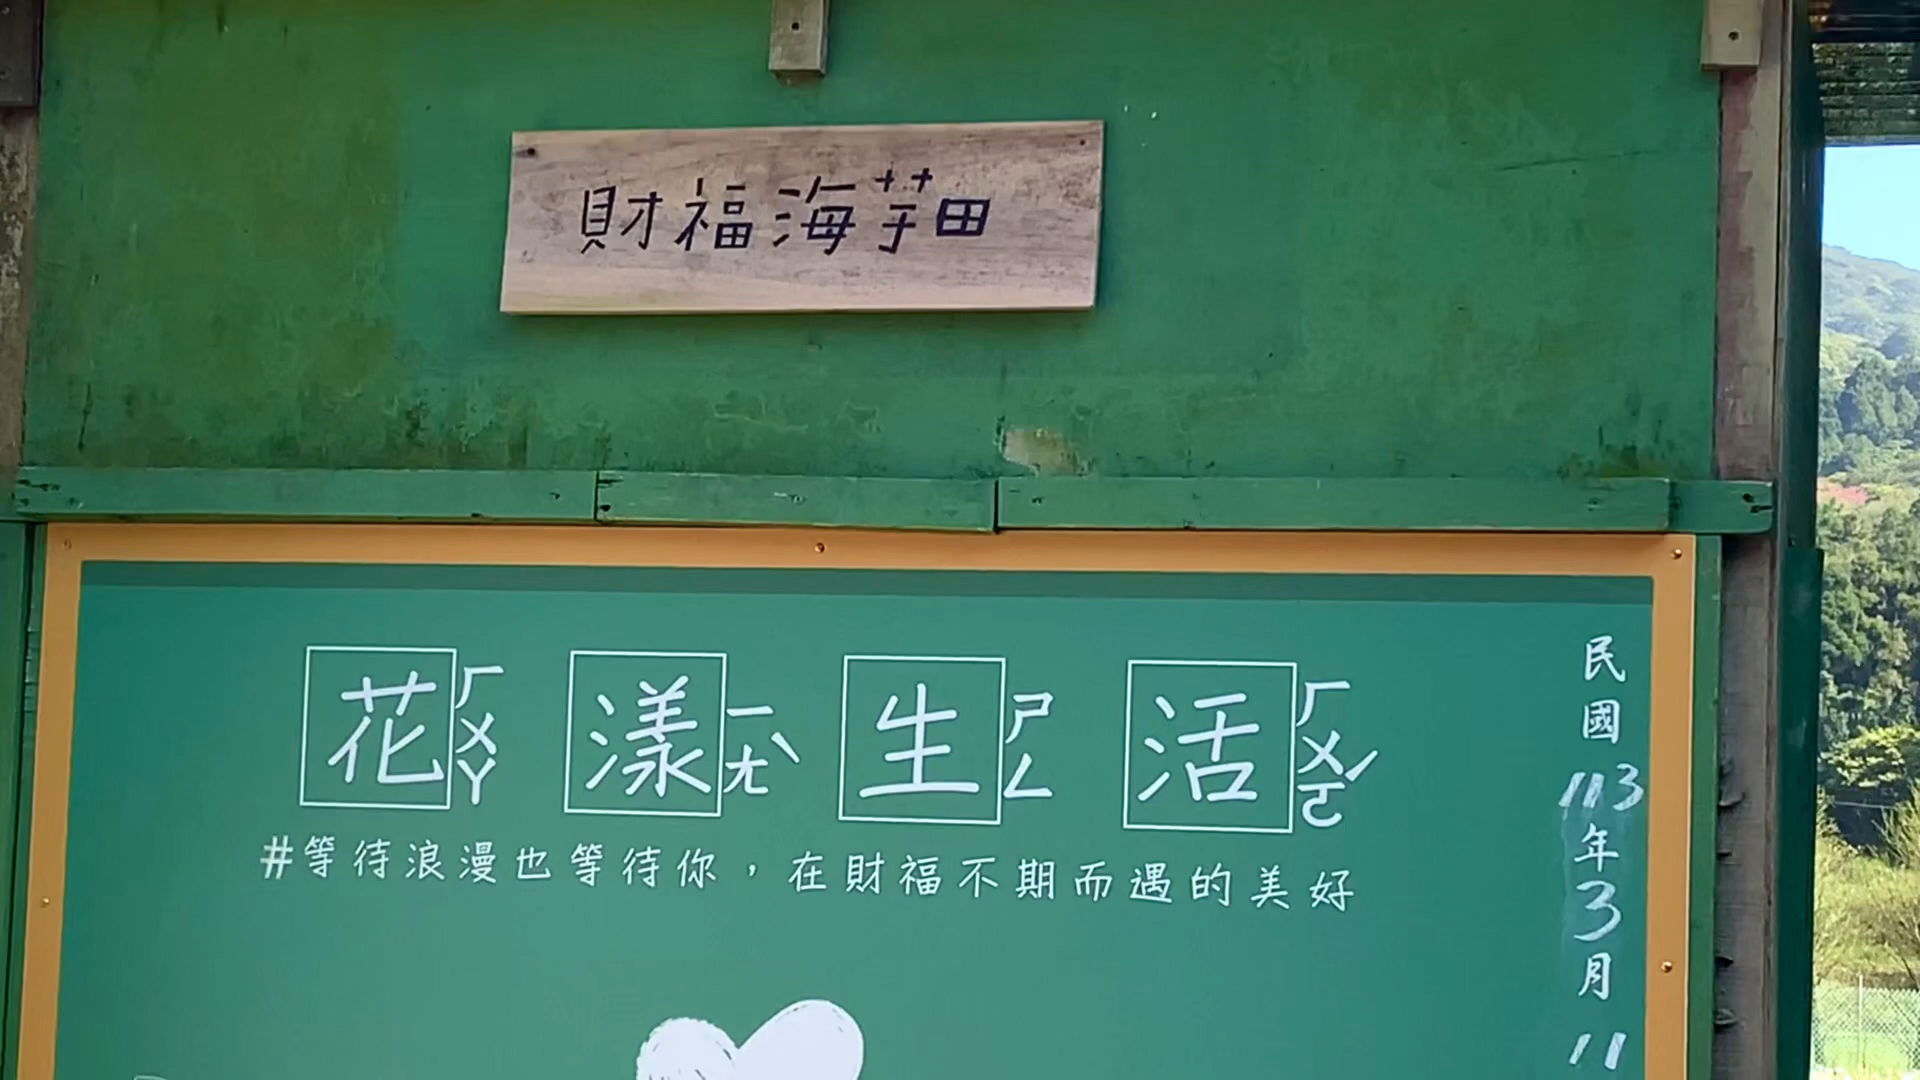 財福海芋田
花ㄏㄨㄚ 漾ㄧㄤˋ 生ㄕㄥ 活ㄏㄨㄛˊ
#等待浪漫也等待你，在財福不期而遇的美好
民國113年3月11